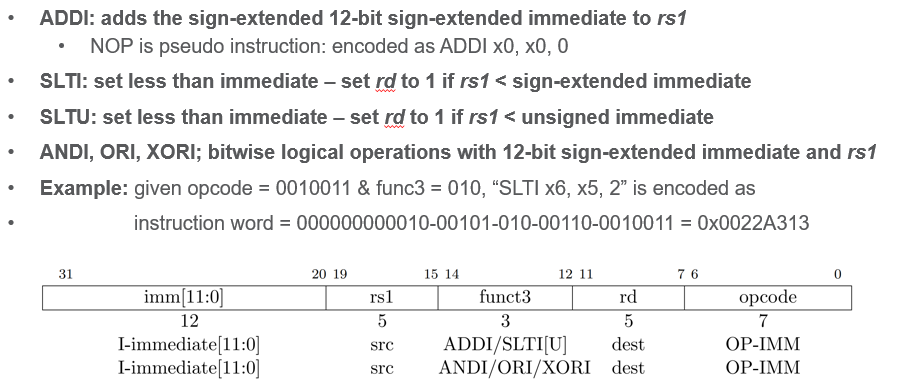 • ADDI: adds the sign-extended 12-bit sign-extended immediate to rs1
• NOP is pseudo instruction: encoded as ADDI x0, x0, 0
• SLTI: set less than immediate – set rd to 1 if rs1 < sign-extended immediate
• SLTU: set less than immediate – set rd to 1 if rs1 < unsigned immediate
• ANDI, ORI, XORI; bitwise logical operations with 12-bit sign-extended immediate and rs1
• Example: given opcode = 0010011 & func3 = 010, “SLTI x6, x5, 2” is encoded as
• instruction word = 000000000010-00101-010-00110-0010011 = 0x0022A313
31 20 19 15 14 12 11 7 6 0
imm[11:0] rs1 funct3 rd opcode
12 5 3 5 7
I-immediate[11:0] src ADDI/SLTI[U] dest OP-IMM
I-immediate[11:0] src ANDI/ORI/XORI dest OP-IMM